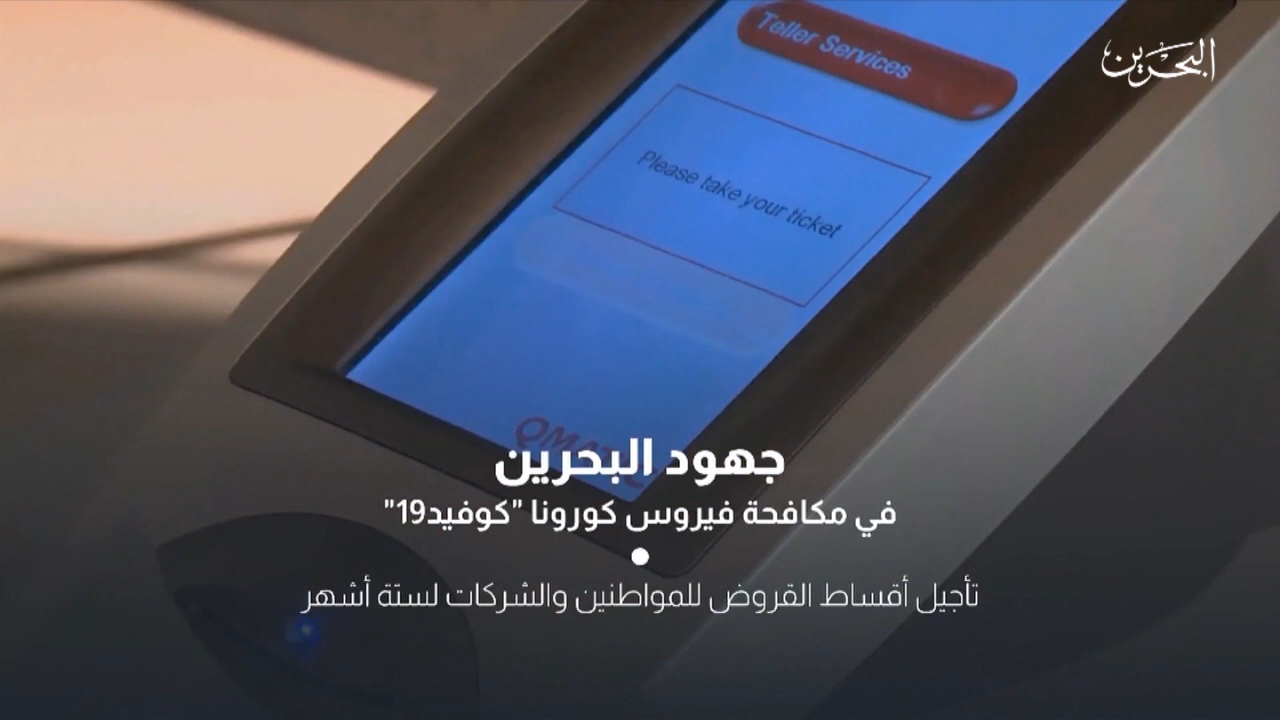 البحرين
Teller Services
Please take your ticket
جهود البحرين
في مكافحة فيروس كورونا "كوفيد19"
تأجيل أقساط القروض للمواطنين والشركات لستة أشهر